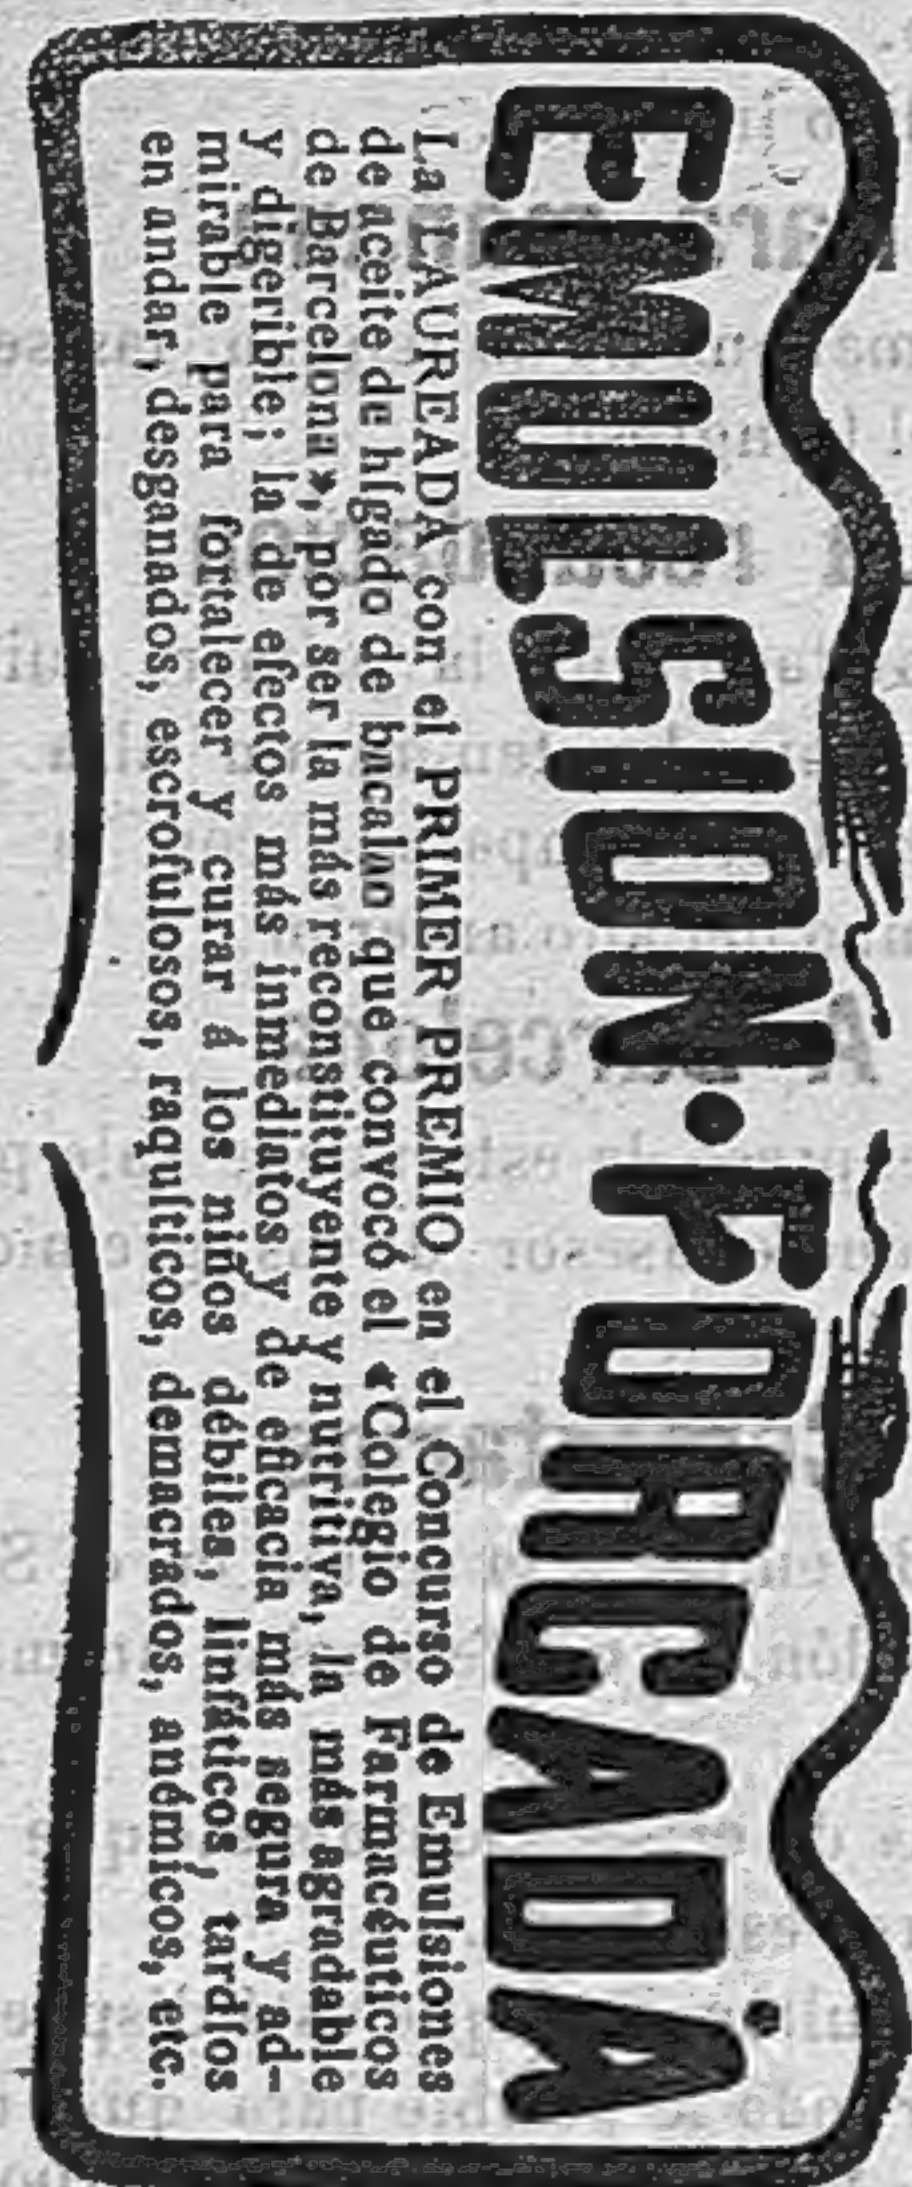 EMULSION·FORCADA
La LAUREADA con el PRIMER PREMIO en el Concurso de Emulsiones
de aceite de hígado de bacalao que convocó el «Colegio de Farmacéuticos
de Barcelona», por ser la más reconstituyente y nutritiva, la más agradable
y digerible; la de efectos más inmediatos y de eficacia más segura y ad-
mirable para fortalecer y curar á los niños débiles, linfáticos, tardíos
en andar, desganados, escrofulosos, raquíticos, demacrados, anémicos, etc.